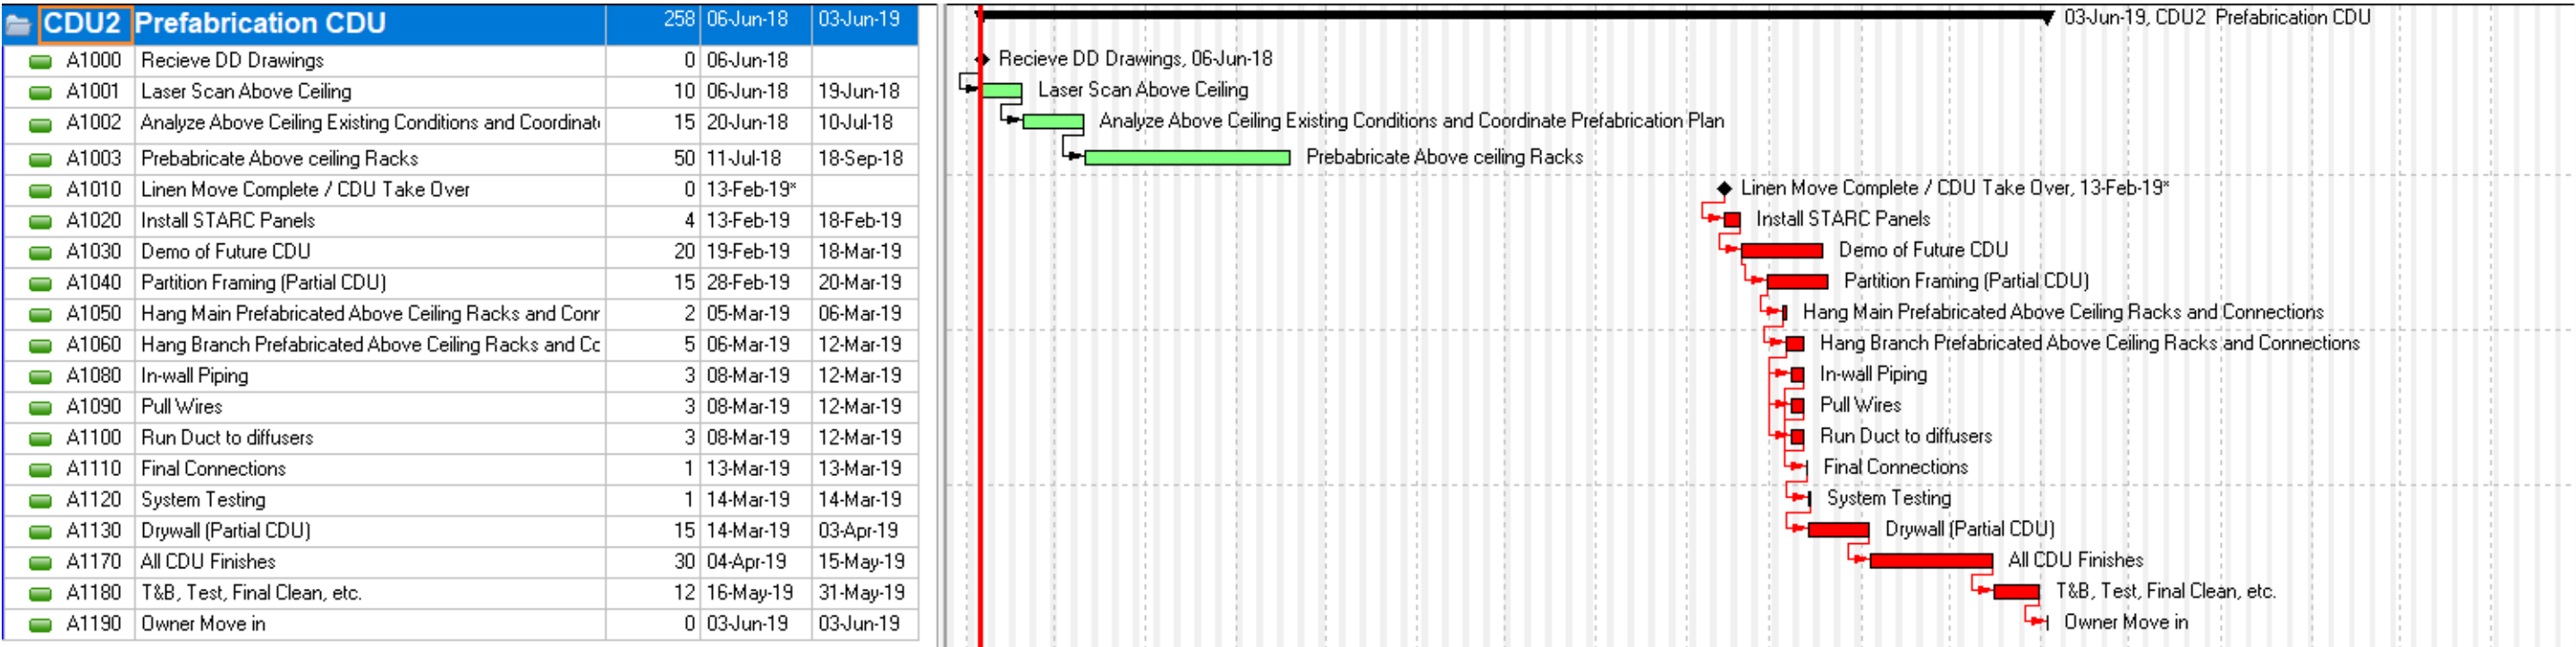 CDU2 Prefabrication CDU 258 06-Jun-18 03-Jun-19 03-Jun-19, CDU2 Prefabrication CDU
A1000 Recieve DD Drawings 0 06-Jun-18 Recieve DD Drawings, 06-Jun-18
A1001 Laser Scan Above Ceiling 10 06-Jun-18 19-Jun-18 Laser Scan Above Ceiling
A1002 Analyze Above Ceiling Existing Conditions and Coordinat 15 20-Jun-18 10-Jul-18 Analyze Above Ceiling Existing Conditions and Coordinate Prefabrication Plan
A1003 Prebabricate Above ceiling Racks 50 11-Jul-18 18-Sep-18 Prebabricate Above ceiling Racks
A1010 Linen Move Complete / CDU Take Over 0 13-Feb-19* Linen Move Complete / CDU Take Over, 13-Feb-19*
A1020 Install STARC Panels 4 13-Feb-19 18-Feb-19 Install STARC Panels
A1030 Demo of Future CDU 20 19-Feb-19 18-Mar-19 Demo of Future CDU
A1040 Partition Framing (Partial CDU) 15 28-Feb-19 20-Mar-19 Partition Framing (Partial CDU)
A1050 Hang Main Prefabricated Above Ceiling Racks and Conr 2 05-Mar-19 06-Mar-19 Hang Main Prefabricated Above Ceiling Racks and Connections
A1060 Hang Branch Prefabricated Above Ceiling Racks and Cc 5 06-Mar-19 12-Mar-19 Hang Branch Prefabricated Above Ceiling Racks and Connections
A1080 In-wall Piping 3 08-Mar-19 12-Mar-19 In-wall Piping
A1090 Pull Wires 3 08-Mar-19 12-Mar-19 Pull Wires
A1100 Run Duct to diffusers 3 08-Mar-19 12-Mar-19 Run Duct to diffusers
A1110 Final Connections 1 13-Mar-19 13-Mar-19 Final Connections
A1120 System Testing 1 14-Mar-19 14-Mar-19 System Testing
A1130 Drywall (Partial CDU) 15 14-Mar-19 03-Apr-19 Drywall (Partial CDU)
A1170 All CDU Finishes 30 04-Apr-19 15-May-19 All CDU Finishes
A1180 T&B, Test, Final Clean, etc. 12 16-May-19 31-May-19 T&B, Test, Final Clean, etc.
A1190 Owner Move in 0 03-Jun-19 03-Jun-19 Owner Move in